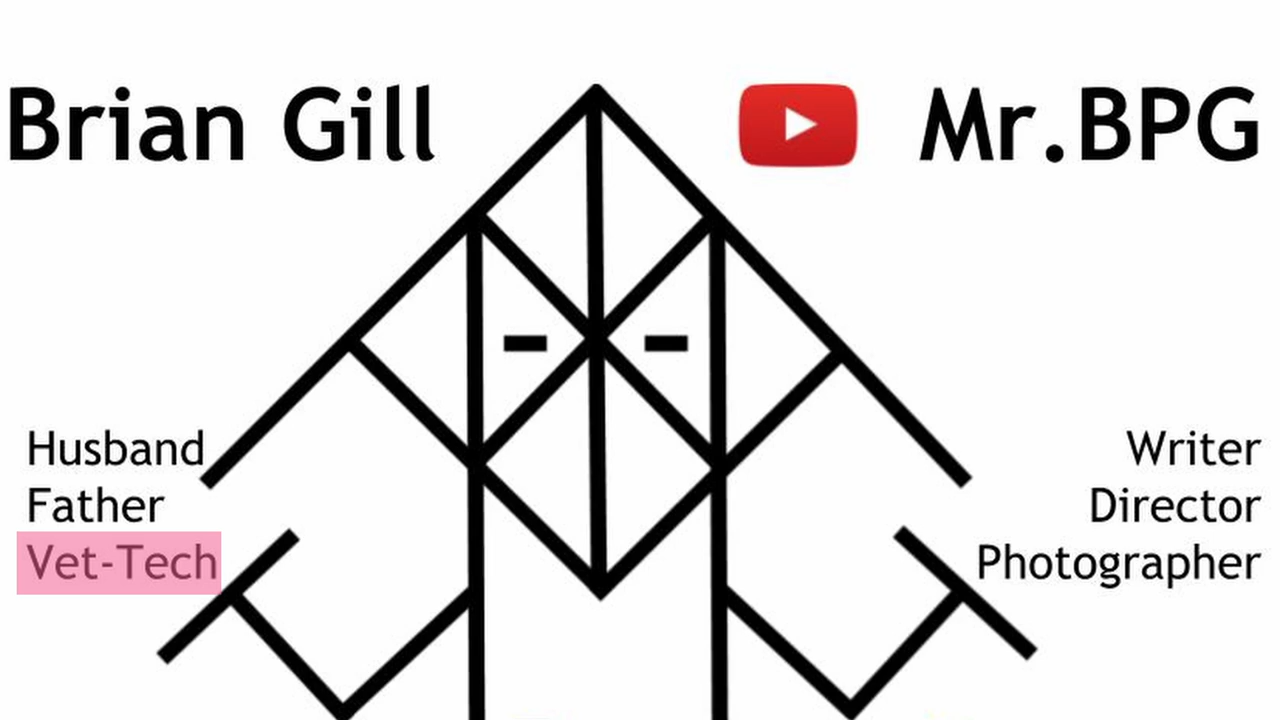 Brian Gill
Mr.BPG
Husband
Father
Vet-Tech
Writer
Director
Photographer